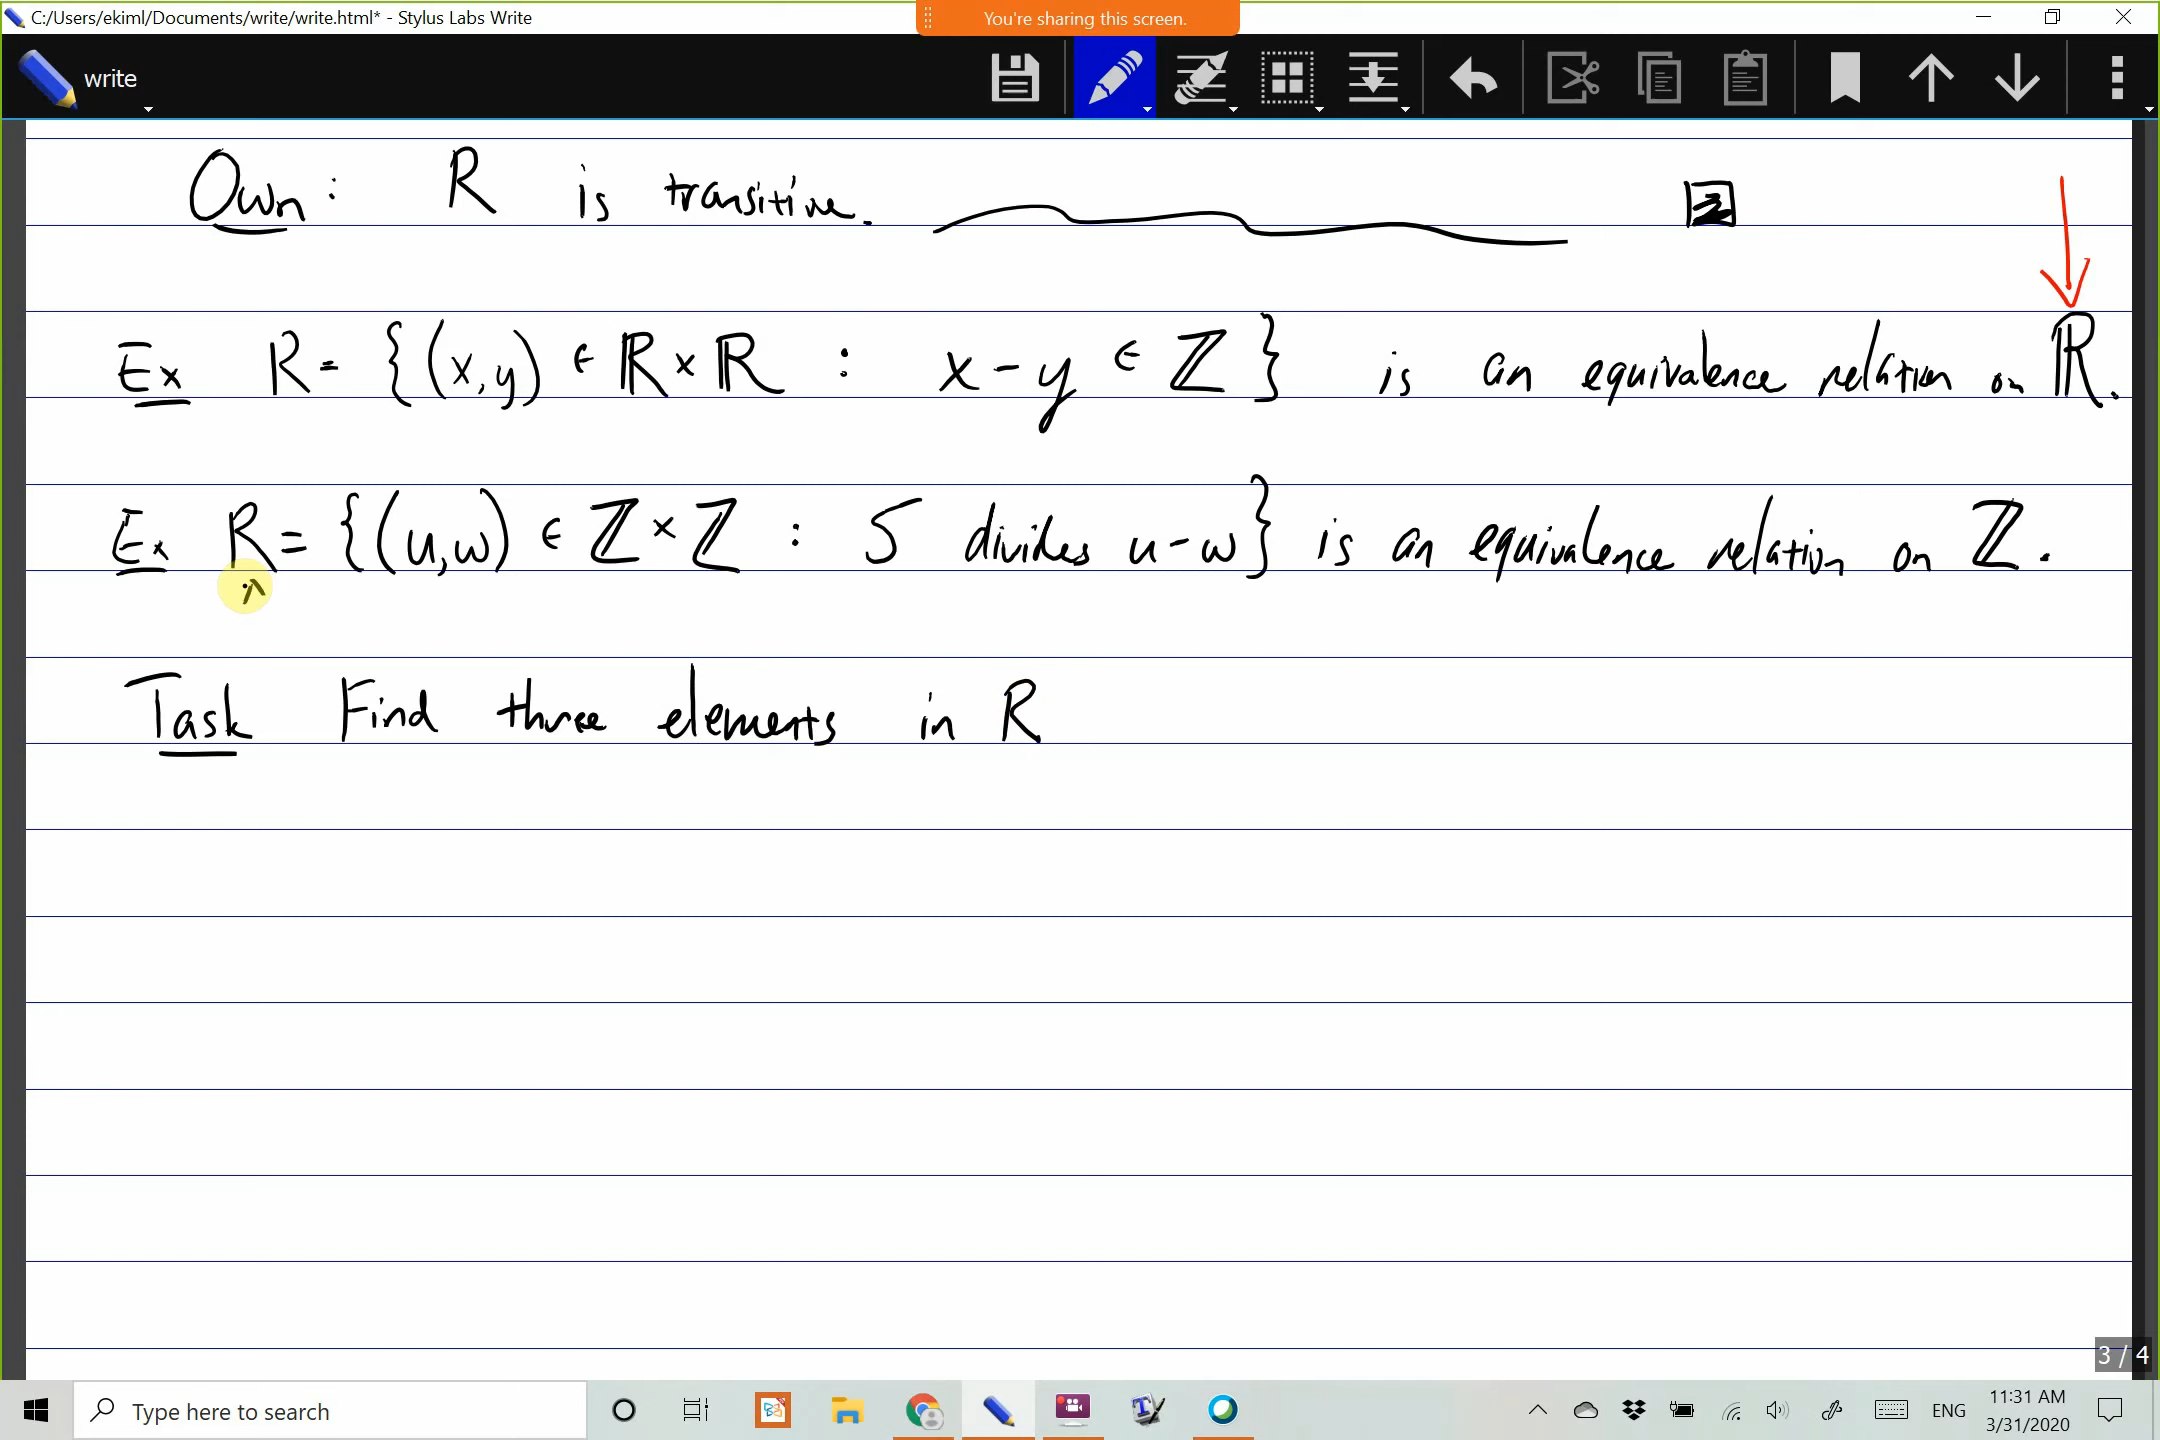 C:/Users/ekiml/Documents/write/write.html* - Stylus Labs Write
You're sharing this screen.
write
Own: R is transitive.
Ex R = {(x,y) ∈ ℝ × ℝ : x - y ∈ ℤ} is an equivalence relation on ℝ.
Ex R = {(u,w) ∈ ℤ × ℤ : 5 divides u - w} is an equivalence relation on ℤ.
Task Find three elements in R
3 / 4
Type here to search
ENG
11:31 AM
3/31/2020